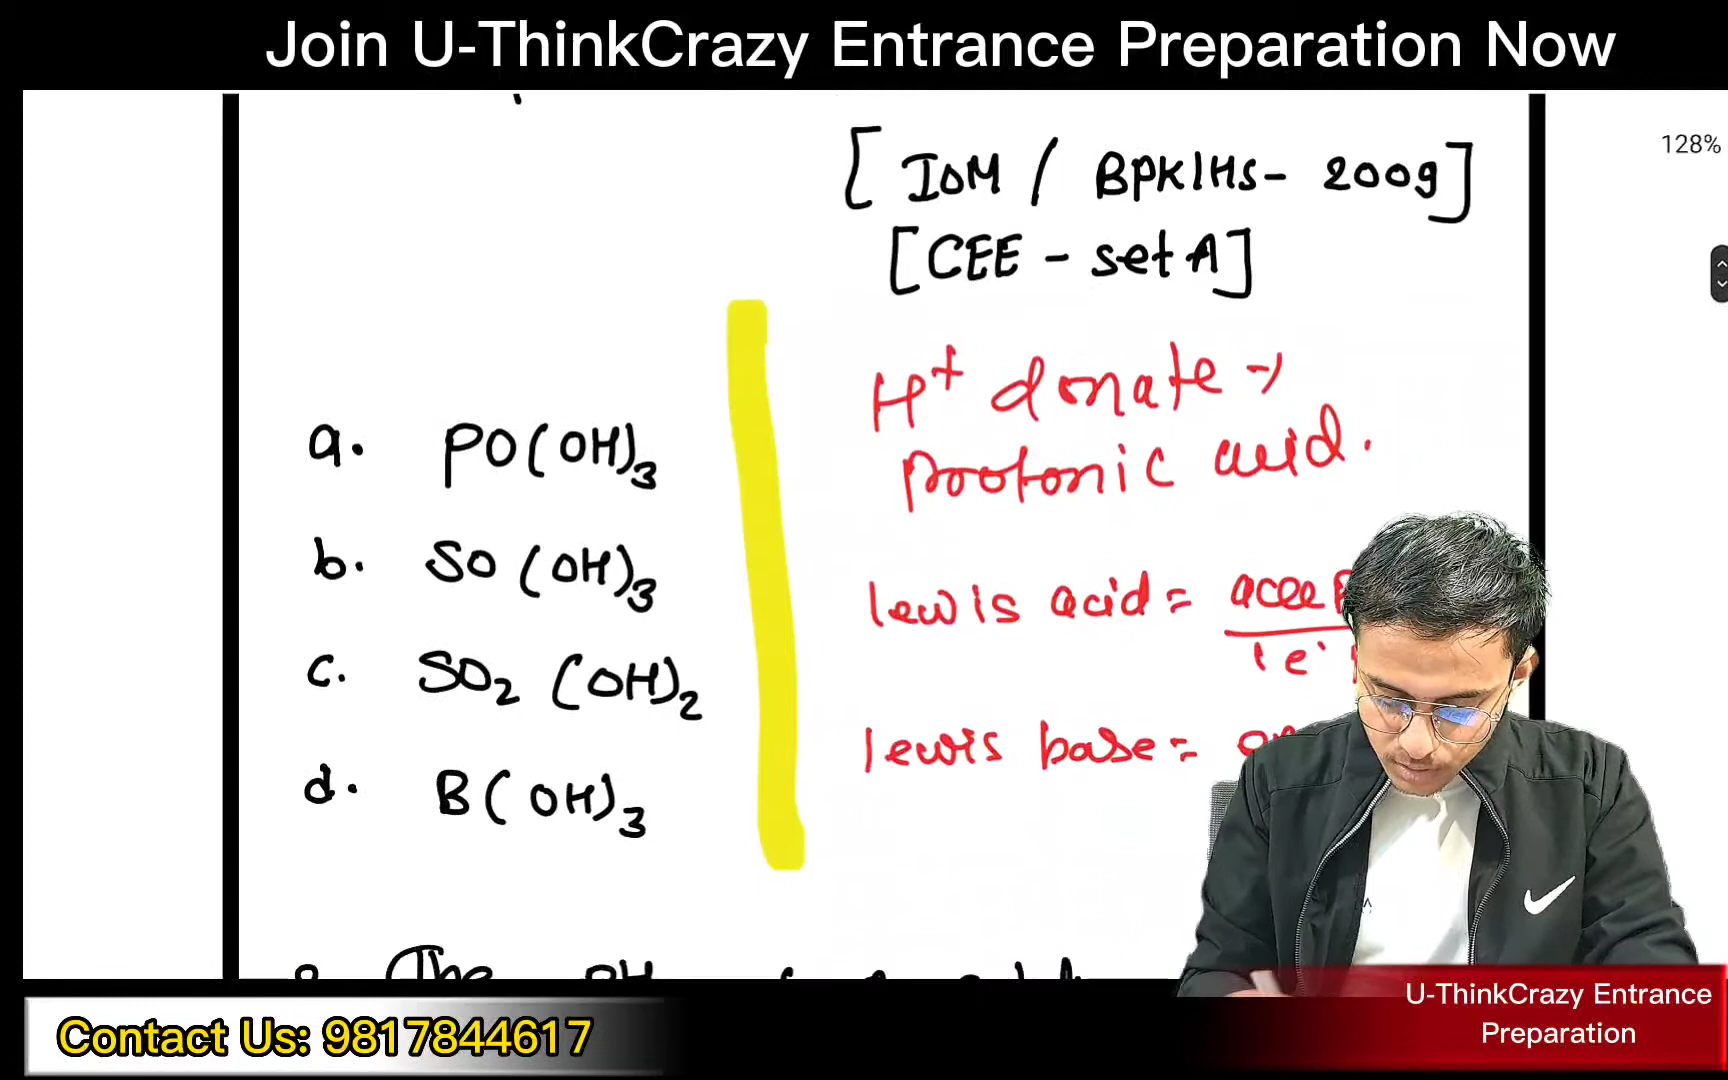 Join U-ThinkCrazy Entrance Preparation Now
128%
[IOM / BPKIHS- 2009]
[CEE - set A]
H+ donate →
Protonic acid.
a. PO(OH)3
b. SO(OH)3
lewis acid =
c. SO2 (OH)2
lewis base =
d. B(OH)3
U-ThinkCrazy Entrance
Preparation
Contact Us: 9817844617